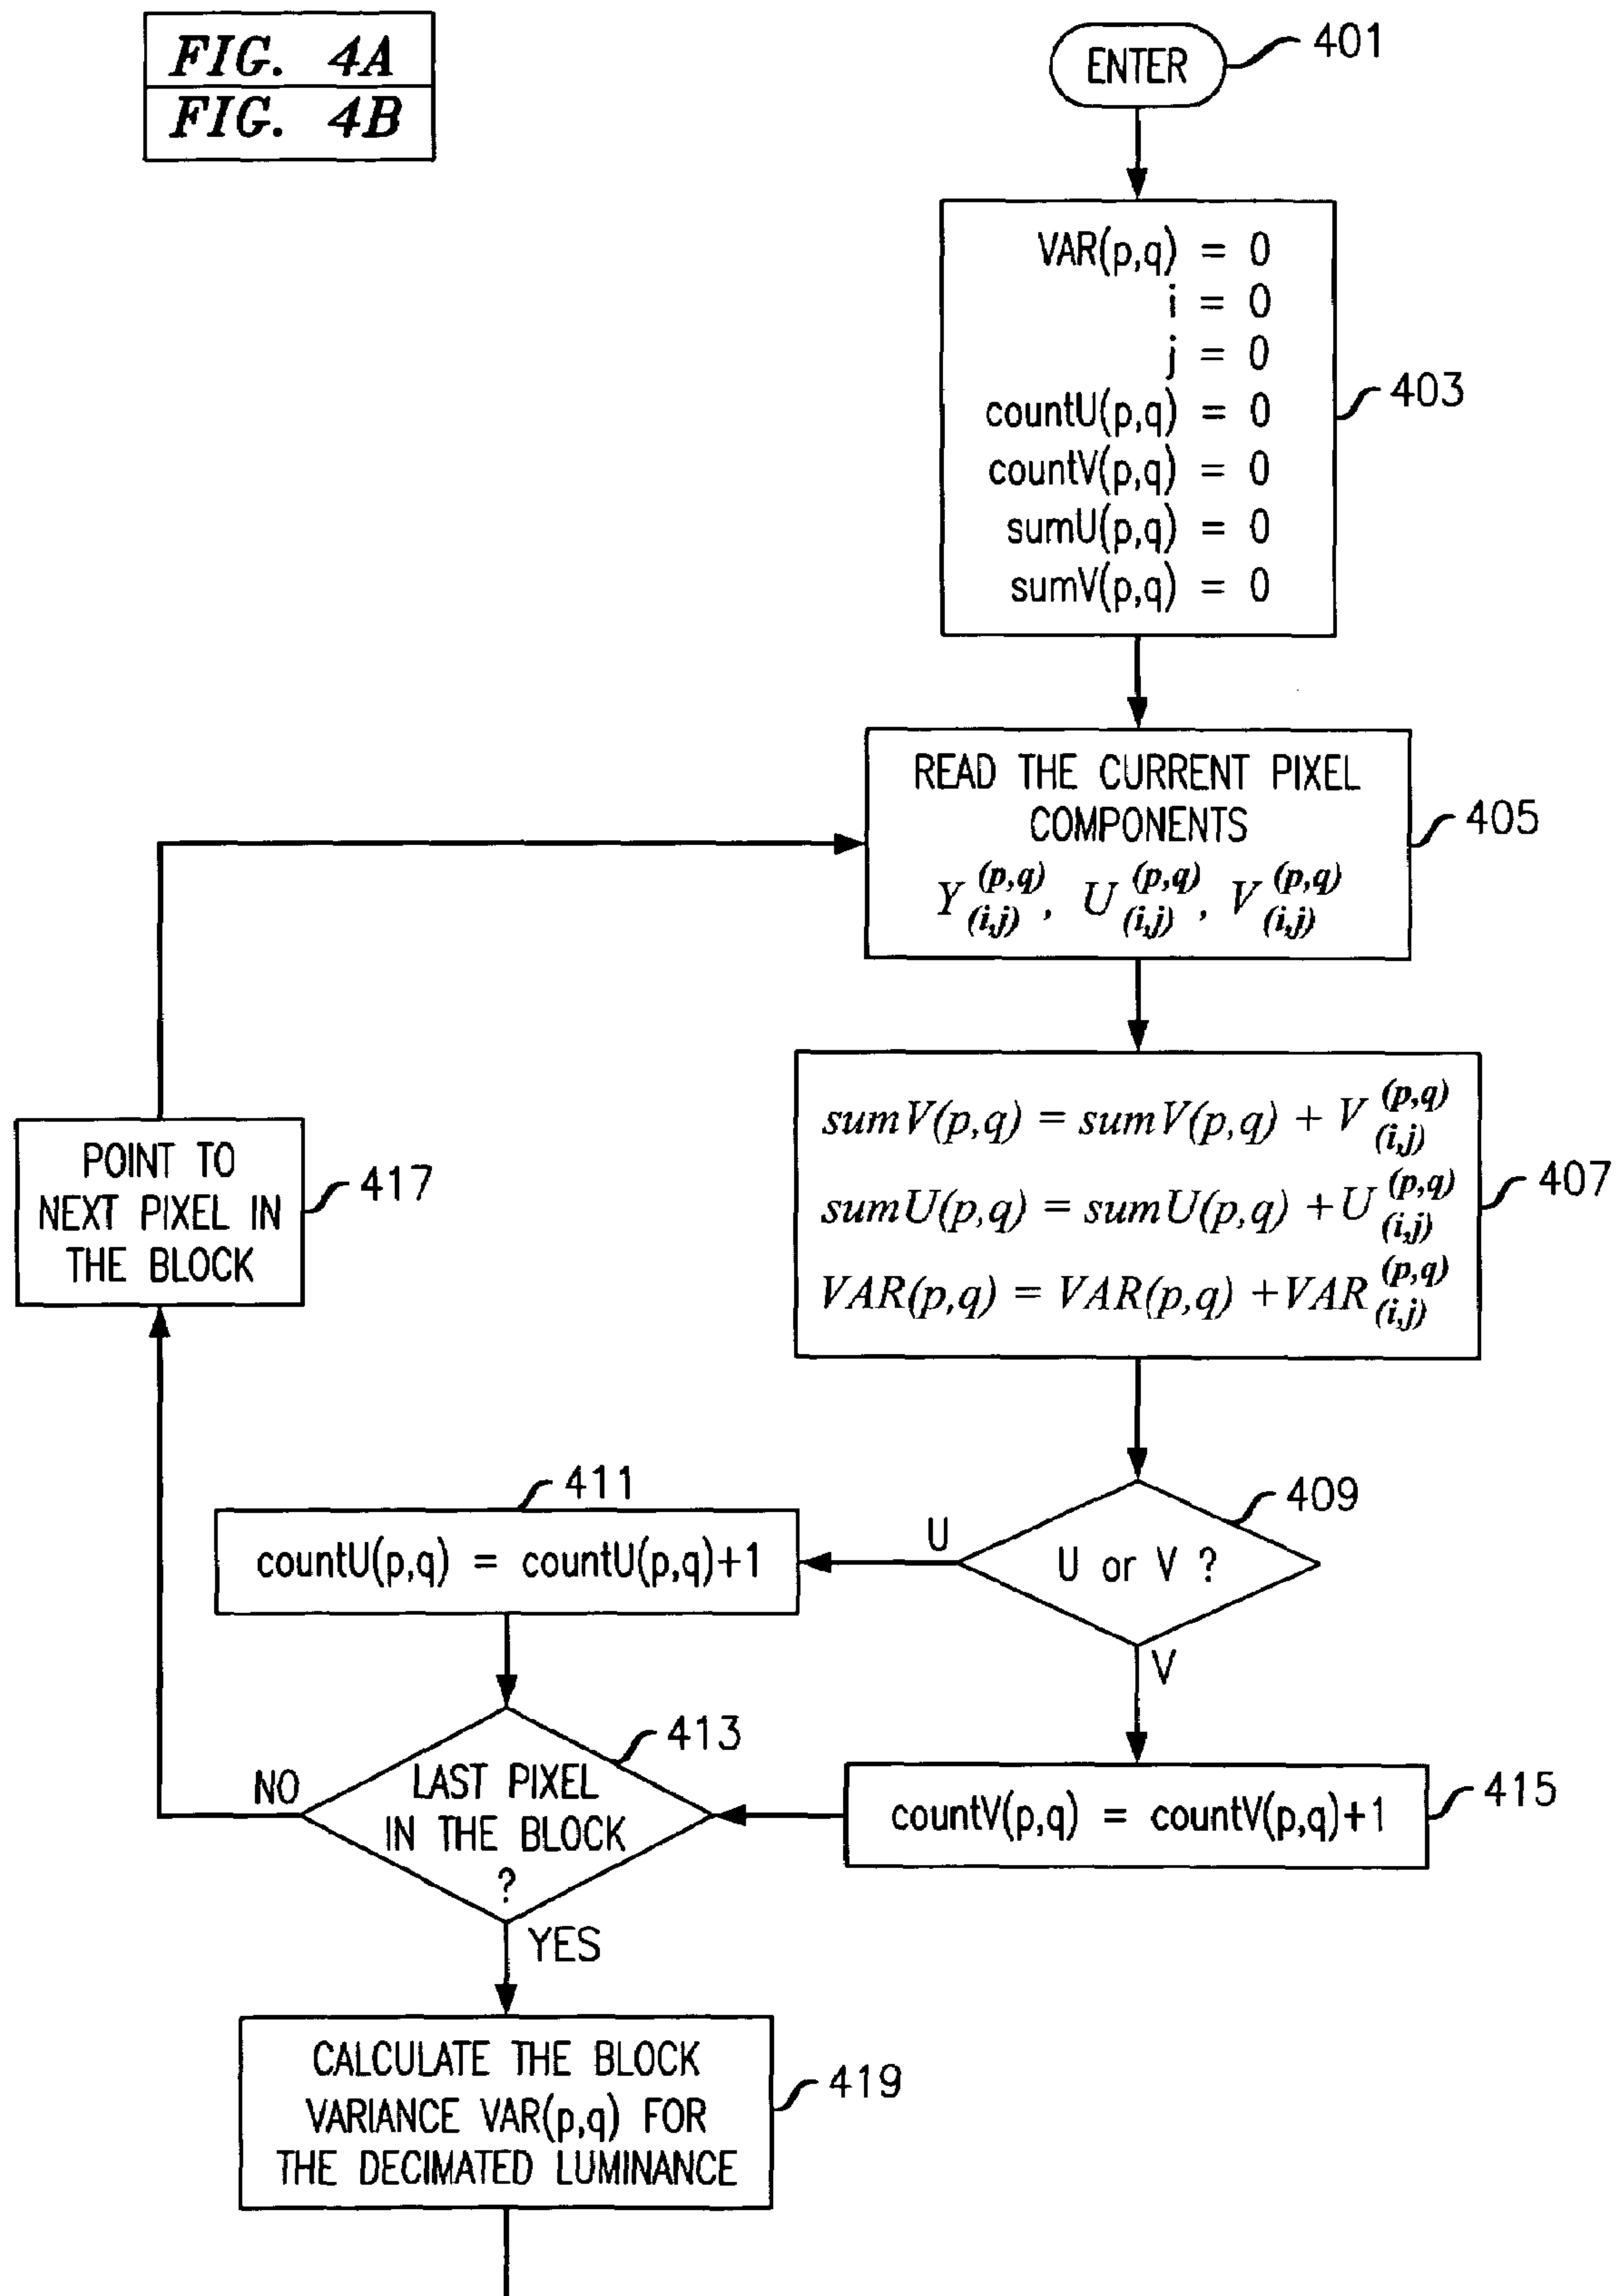 FIG. 4A
FIG. 4B
ENTER
401
VAR(p,q) = 0
i = 0
j = 0
countU(p,q) = 0
countV(p,q) = 0
sumU(p,q) = 0
sumV(p,q) = 0
403
READ THE CURRENT PIXEL
COMPONENTS
Y (p,q) (i,j) , U (p,q) (i,j) , V (p,q) (i,j)
405
sumV(p,q) = sumV(p,q) + V (p,q) (i,j)
sumU(p,q) = sumU(p,q) + U (p,q) (i,j)
VAR(p,q) = VAR(p,q) + VAR (p,q) (i,j)
407
POINT TO
NEXT PIXEL IN
THE BLOCK
417
409
U or V ?
U
V
411
countU(p,q) = countU(p,q)+1
413
LAST PIXEL
IN THE BLOCK
?
NO
YES
countV(p,q) = countV(p,q)+1
415
CALCULATE THE BLOCK
VARIANCE VAR(p,q) FOR
THE DECIMATED LUMINANCE
419